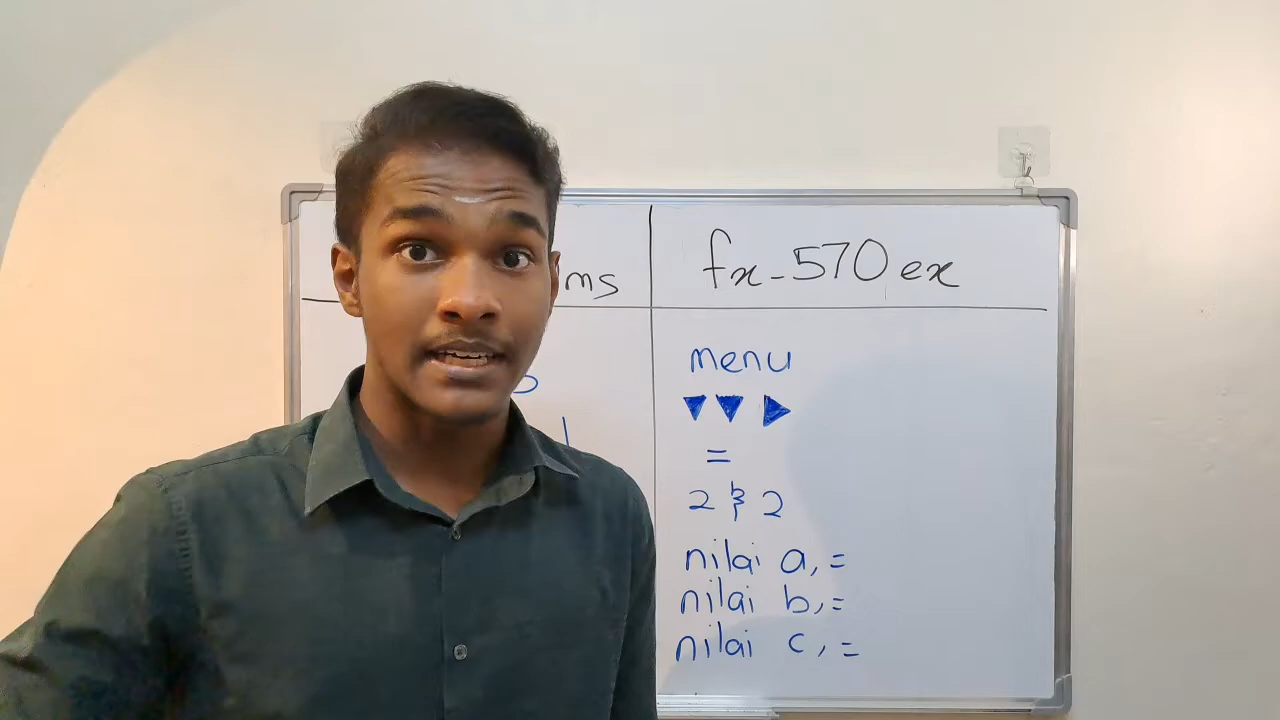 ms
fx-570ex
menu
▼▼▶
=
2 & 2
nilai a, =
nilai b, =
nilai c, =